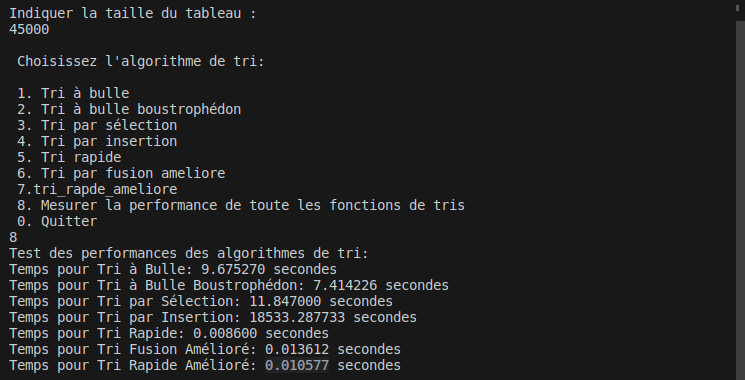 Indiquer la taille du tableau :
45000
Choisissez l'algorithme de tri:
1. Tri à bulle
2. Tri à bulle boustrophédon
3. Tri par sélection
4. Tri par insertion
5. Tri rapide
6. Tri par fusion ameliore
7.tri_rapde_ameliore
8. Mesurer la performance de toute les fonctions de tris
0. Quitter
8
Test des performances des algorithmes de tri:
Temps pour Tri à Bulle: 9.675270 secondes
Temps pour Tri à Bulle Boustrophédon: 7.414226 secondes
Temps pour Tri par Sélection: 11.847000 secondes
Temps pour Tri par Insertion: 18533.287733 secondes
Temps pour Tri Rapide: 0.008600 secondes
Temps pour Tri Fusion Amélioré: 0.013612 secondes
Temps pour Tri Rapide Amélioré: 0.010577 secondes